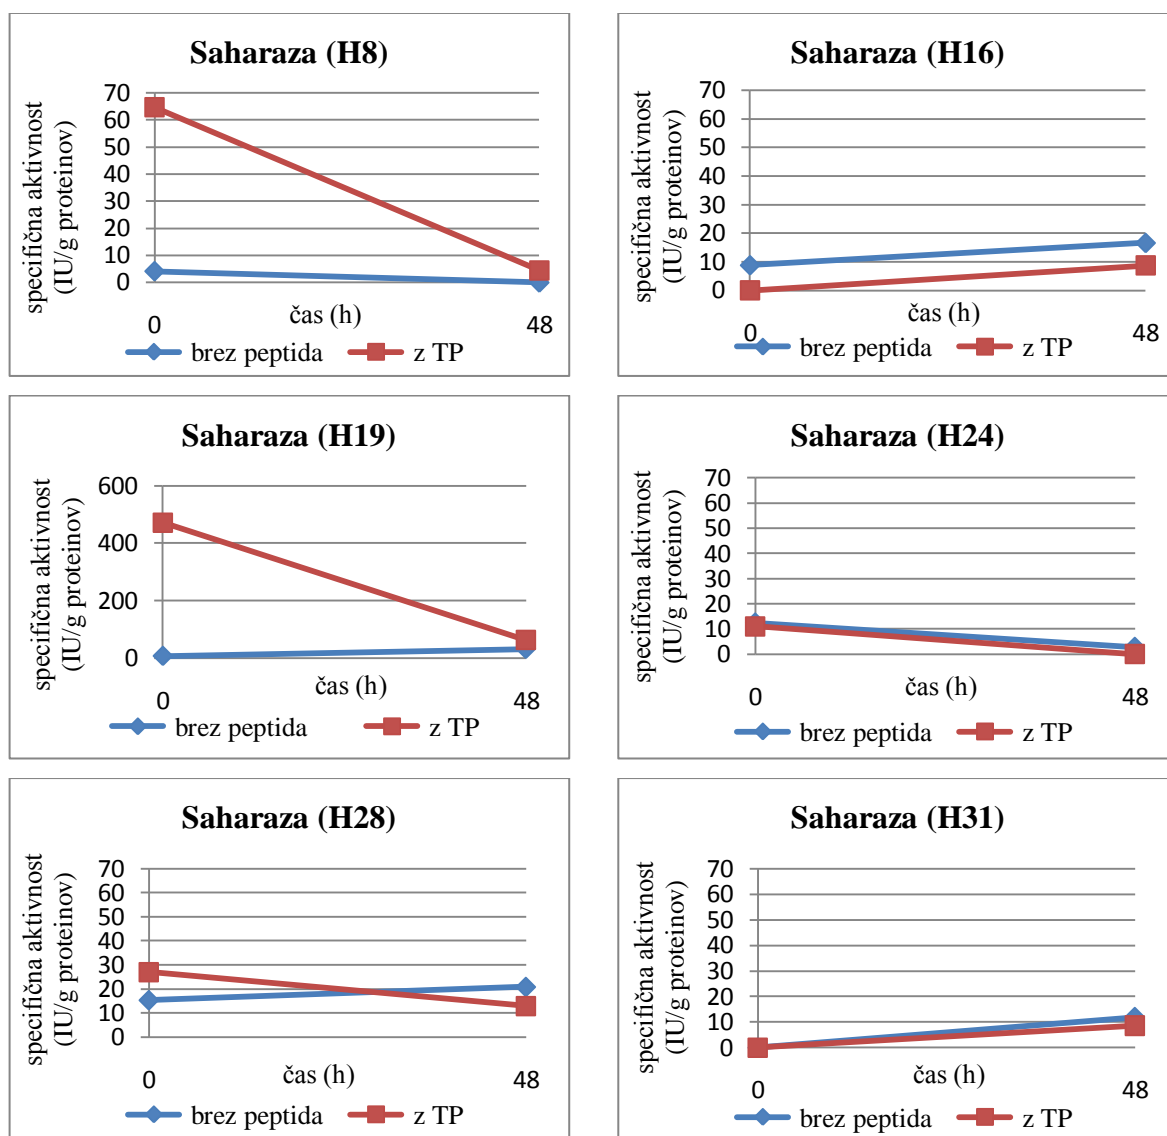 Saharaza (H8)
specifična aktivnost
(IU/g proteinov)
70
60
50
40
30
20
10
0
0
48
čas (h)
brez peptida
z TP
Saharaza (H16)
specifična aktivnost
(IU/g proteinov)
70
60
50
40
30
20
10
0
0
48
čas (h)
brez peptida
z TP
Saharaza (H19)
specifična aktivnost
(IU/g proteinov)
600
400
200
0
0
48
čas (h)
brez peptida
z TP
Saharaza (H24)
specifična aktivnost
(IU/g proteinov)
70
60
50
40
30
20
10
0
0
48
čas (h)
brez peptida
z TP
Saharaza (H28)
specifična aktivnost
(IU/g proteinov)
70
60
50
40
30
20
10
0
0
48
čas (h)
brez peptida
z TP
Saharaza (H31)
specifična aktivnost
(IU/g proteinov)
70
60
50
40
30
20
10
0
0
48
čas (h)
brez peptida
z TP